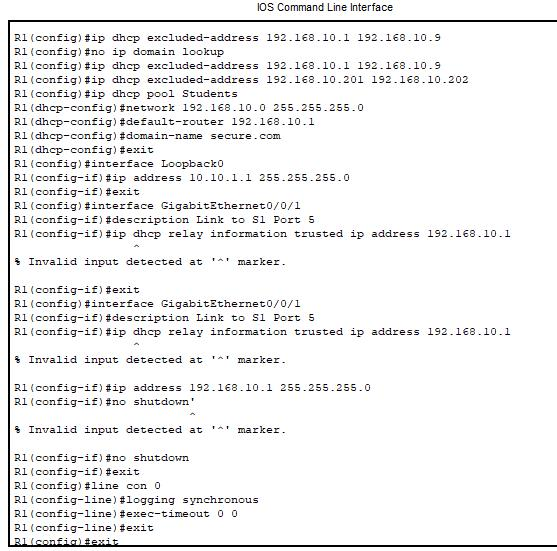 IOS Command Line Interface
R1(config)#ip dhcp excluded-address 192.168.10.1 192.168.10.9
R1(config)#no ip domain lookup
R1(config)#ip dhcp excluded-address 192.168.10.1 192.168.10.9
R1(config)#ip dhcp excluded-address 192.168.10.201 192.168.10.202
R1(config)#ip dhcp pool Students
R1(dhcp-config)#network 192.168.10.0 255.255.255.0
R1(dhcp-config)#default-router 192.168.10.1
R1(dhcp-config)#domain-name secure.com
R1(dhcp-config)#exit
R1(config)#interface Loopback0
R1(config-if)#ip address 10.10.1.1 255.255.255.0
R1(config-if)#exit
R1(config)#interface GigabitEthernet0/0/1
R1(config-if)#description Link to S1 Port 5
R1(config-if)#ip dhcp relay information trusted ip address 192.168.10.1
^
% Invalid input detected at '^' marker.
R1(config-if)#exit
R1(config)#interface GigabitEthernet0/0/1
R1(config-if)#description Link to S1 Port 5
R1(config-if)#ip dhcp relay information trusted ip address 192.168.10.1
^
% Invalid input detected at '^' marker.
R1(config-if)#ip address 192.168.10.1 255.255.255.0
R1(config-if)#no shutdown'
^
% Invalid input detected at '^' marker.
R1(config-if)#no shutdown
R1(config-if)#exit
R1(config)#line con 0
R1(config-line)#logging synchronous
R1(config-line)#exec-timeout 0 0
R1(config-line)#exit
R1(config)#exit